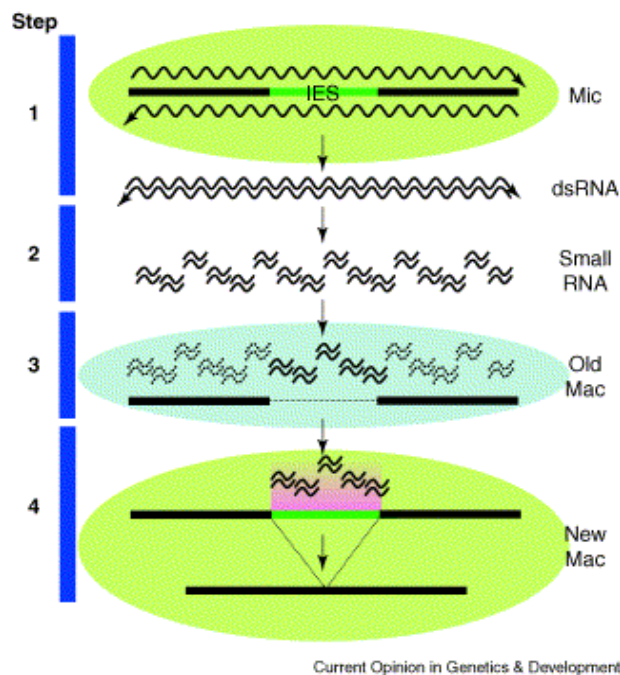 Step
1
IES
Mic
dsRNA
2
Small
RNA
3
Old
Mac
4
New
Mac
Current Opinion in Genetics & Development